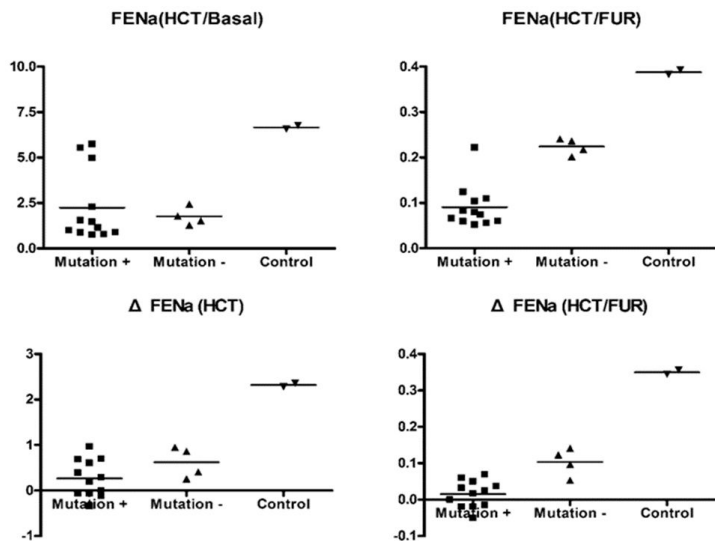 FENa(HCT/Basal)
10.0
7.5
5.0
2.5
0.0
Mutation + Mutation - Control
FENa(HCT/FUR)
0.4
0.3
0.2
0.1
0.0
Mutation + Mutation - Control
Δ FENa (HCT)
3
2
1
0
-1
Mutation + Mutation - Control
Δ FENa (HCT/FUR)
0.4
0.3
0.2
0.1
0.0
-0.1
Mutation + Mutation - Control